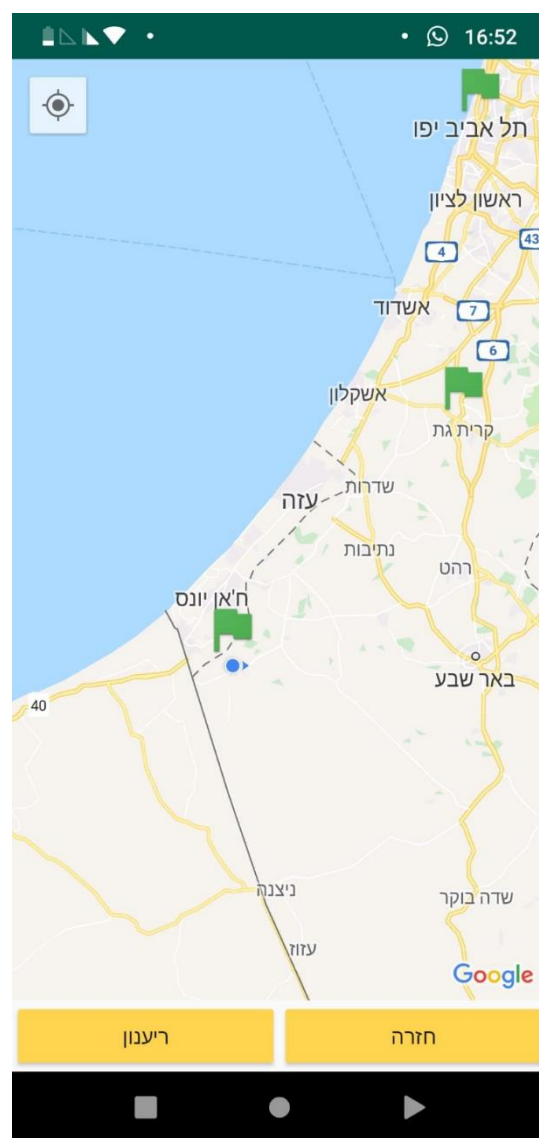 16:52
תל אביב יפו
ראשון לציון
43
4
אשדוד
7
6
אשקלון
קרית גת
שדרות
עזה
נתיבות
רהט
ח'אן יונס
באר שבע
40
ניצנה
שדה בוקר
עזוז
Google
חזרה
ריענון